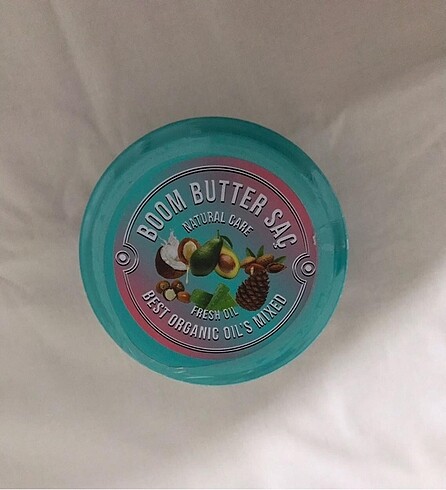 BOOM BUTTER SAÇ
NATURAL CARE
FRESH OIL
BEST ORGANIC OIL'S MIXED